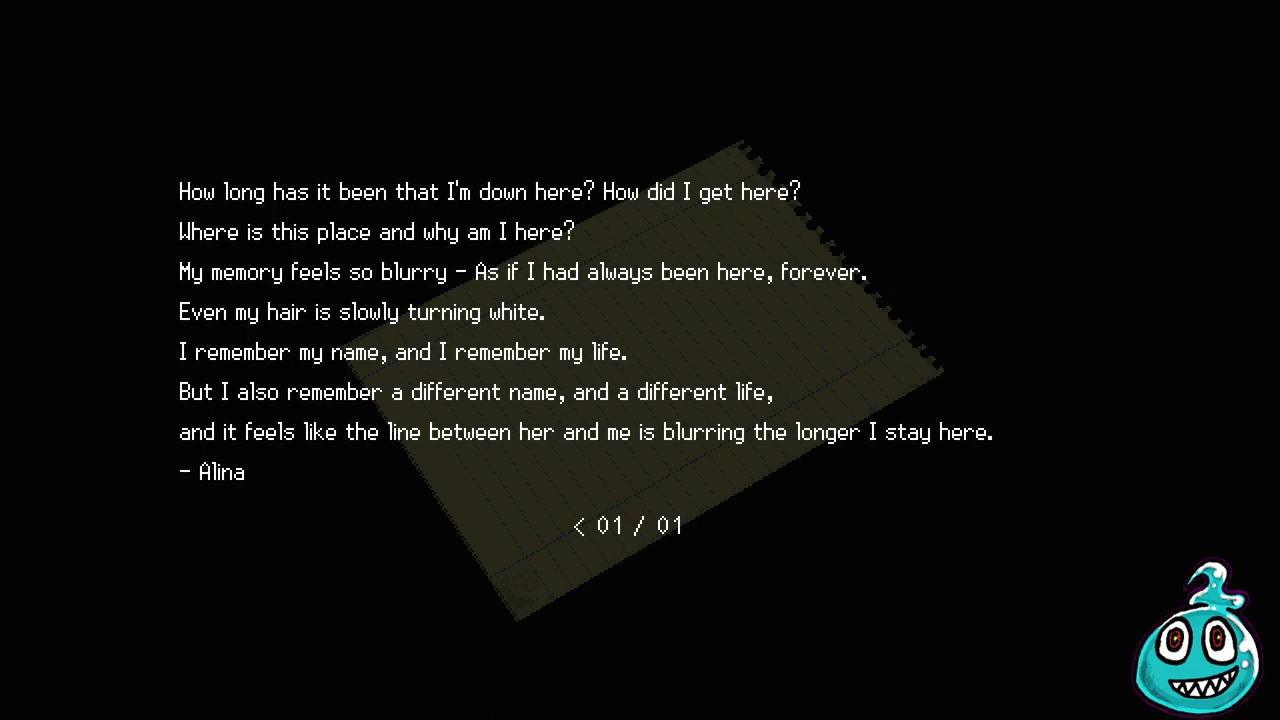 How long has it been that I'm down here? How did I get here?
Where is this place and why am I here?
My memory feels so blurry - As if I had always been here, forever.
Even my hair is slowly turning white.
I remember my name, and I remember my life.
But I also remember a different name, and a different life,
and it feels like the line between her and me is blurring the longer I stay here.
- Alina
< 01 / 01